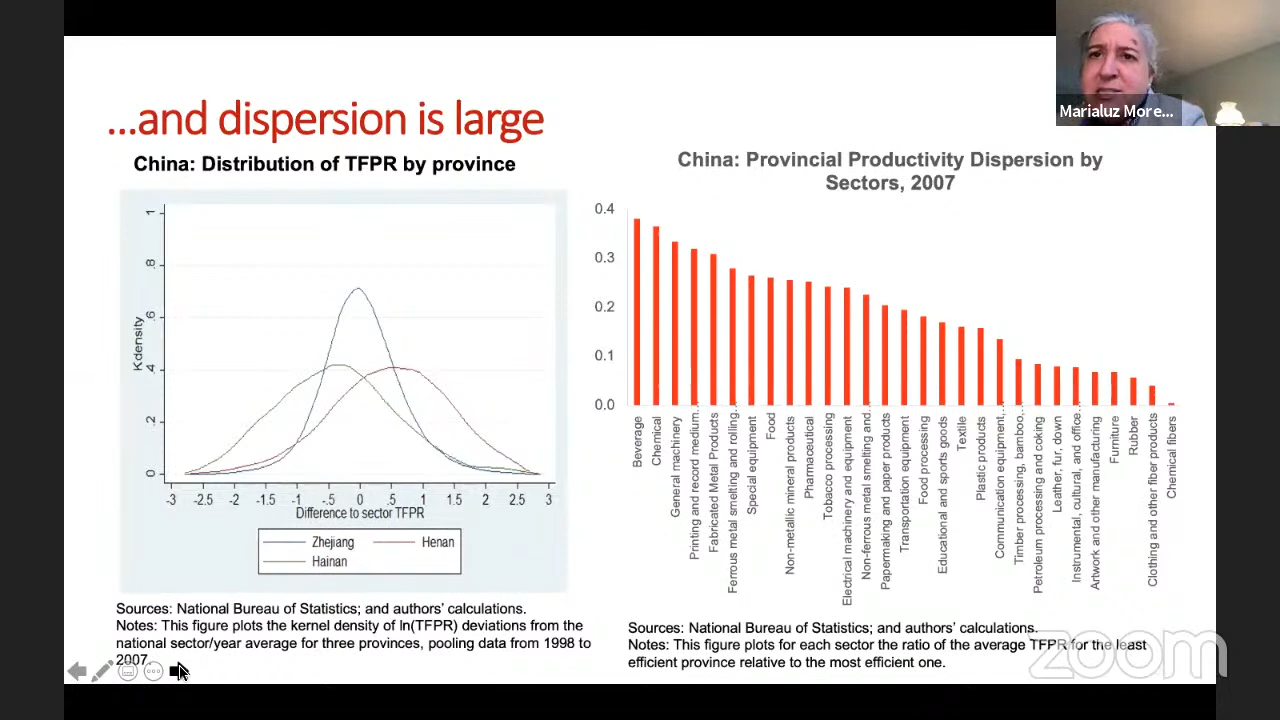 Marialuz More...
...and dispersion is large
China: Distribution of TFPR by province
1
.8
.6
.4
.2
0
Kdensity
-3 -2.5 -2 -1.5 -1 -.5 0 .5 1 1.5 2 2.5 3
Difference to sector TFPR
Zhejiang Henan
Hainan
Sources: National Bureau of Statistics; and authors' calculations.
Notes: This figure plots the kernel density of ln(TFPR) deviations from the
national sector/year average for three provinces, pooling data from 1998 to
2007.
China: Provincial Productivity Dispersion by
Sectors, 2007
0.4
0.3
0.2
0.1
0.0
Beverage
Chemical
General machinery
Printing and record medium...
Fabricated Metal Products
Ferrous metal smelting and rolling...
Special equipment
Food
Non-metallic mineral products
Pharmaceutical
Tobacco processing
Electrical machinery and equipment
Non-ferrous metal smelting and...
Papermaking and paper products
Transportation equipment
Food processing
Educational and sports goods
Textile
Plastic products
Communication equipment,...
Timber processing, bamboo,...
Petroleum processing and coking
Leather, fur, down
Instrumental, cultural, and office...
Artwork and other manufacturing
Furniture
Rubber
Clothing and other fiber products
Chemical fibers
Sources: National Bureau of Statistics; and authors' calculations.
Notes: This figure plots for each sector the ratio of the average TFPR for the least
efficient province relative to the most efficient one.
zoom